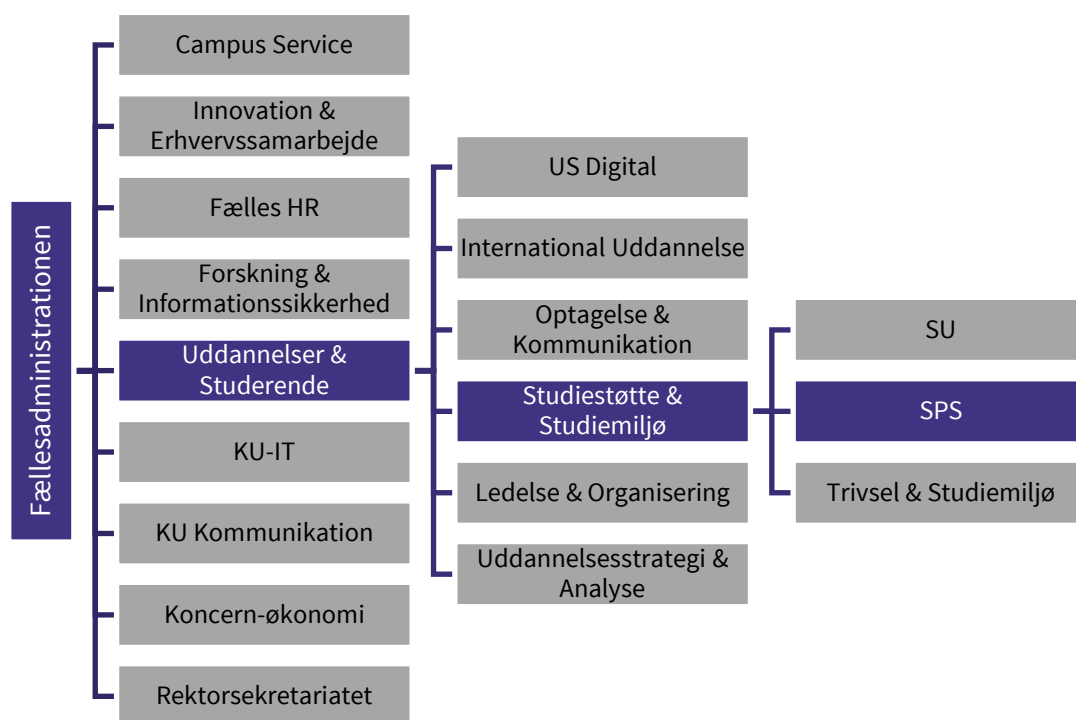 Fællesadministrationen
Campus Service
Innovation &
Erhvervssamarbejde
Fælles HR
Forskning &
Informationssikkerhed
Uddannelser &
Studerende
KU-IT
KU Kommunikation
Koncern-økonomi
Rektorsekretariatet
US Digital
International Uddannelse
Optagelse &
Kommunikation
Studiestøtte &
Studiemiljø
Ledelse & Organisering
Uddannelsesstrategi &
Analyse
SU
SPS
Trivsel & Studiemiljø